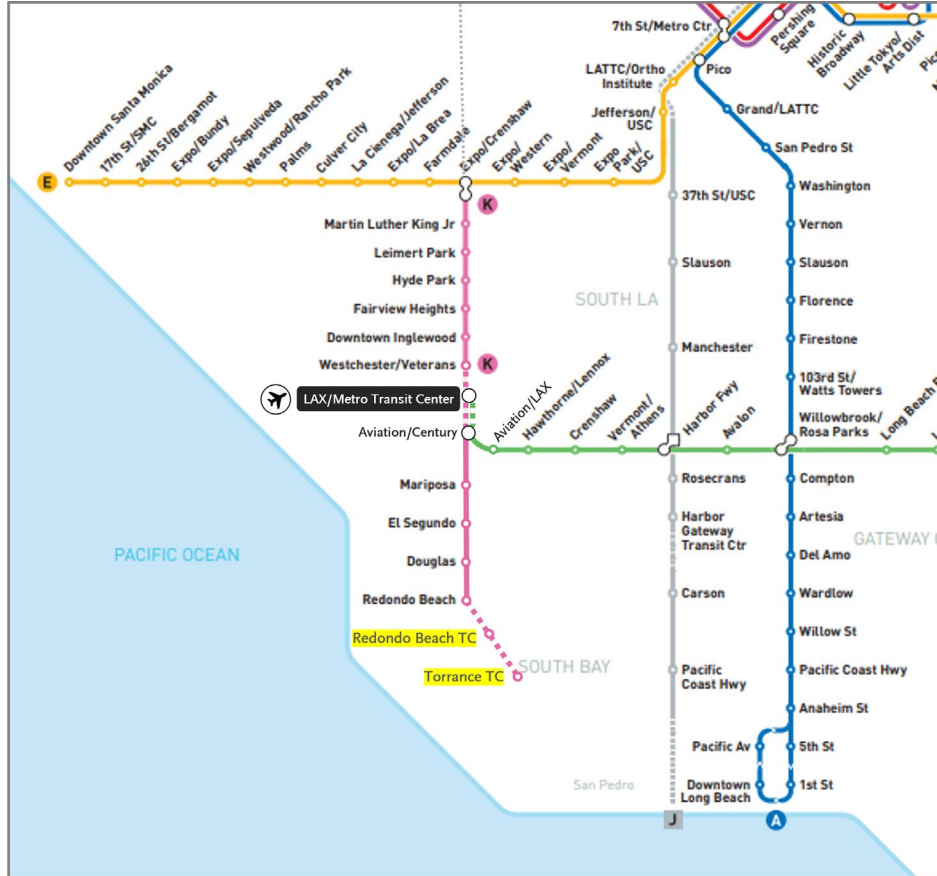 7th St/Metro Ctr
Pershing
Square
Historic
Broadway
Little Tokyo/
Arts Dist
LATTC/Ortho
Institute
Pico
Jefferson/
USC
Grand/LATTC
San Pedro St
Downtown Santa Monica
17th St/SMC
26th St/Bergamot
Expo/Bundy
Expo/Sepulveda
Westwood/Rancho Park
Palms
Culver City
La Cienega/Jefferson
Expo/La Brea
Farmdale
Expo/Crenshaw
Expo/
Western
Expo/
Vermont
Expo
Park/
USC
E
K
Washington
37th St/USC
Martin Luther King Jr
Vernon
Leimert Park
Slauson
Slauson
Hyde Park
SOUTH LA
Florence
Fairview Heights
Downtown Inglewood
Firestone
Manchester
Westchester/Veterans
K
103rd St/
Watts Towers
LAX/Metro Transit Center
Aviation/Century
Aviation/LAX
Hawthorne/Lennox
Crenshaw
Vermont/
Athens
Harbor Fwy
Avalon
Willowbrook/
Rosa Parks
Long Beach
Mariposa
Rosecrans
Compton
El Segundo
Harbor
Gateway
Transit Ctr
Artesia
GATEWAY
PACIFIC OCEAN
Douglas
Del Amo
Redondo Beach
Carson
Wardlow
Redondo Beach TC
Willow St
Torrance TC
SOUTH BAY
Pacific
Coast Hwy
Pacific Coast Hwy
Anaheim St
Pacific Av
5th St
San Pedro
Downtown
Long Beach
1st St
J
A